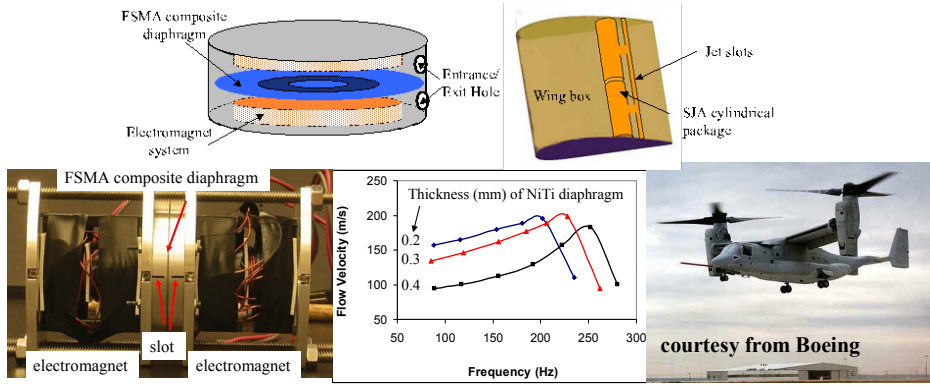 FSMA composite
diaphragm
Entrance/
Exit Hole
Electromagnet
system
Jet slots
Wing box
SJA cylindrical
package
FSMA composite diaphragm
slot
electromagnet
electromagnet
Thickness (mm) of NiTi diaphragm
Flow Velocity (m/s)
250
200
150
100
50
0.2
0.3
0.4
50
100
150
200
250
300
Frequency (Hz)
courtesy from Boeing